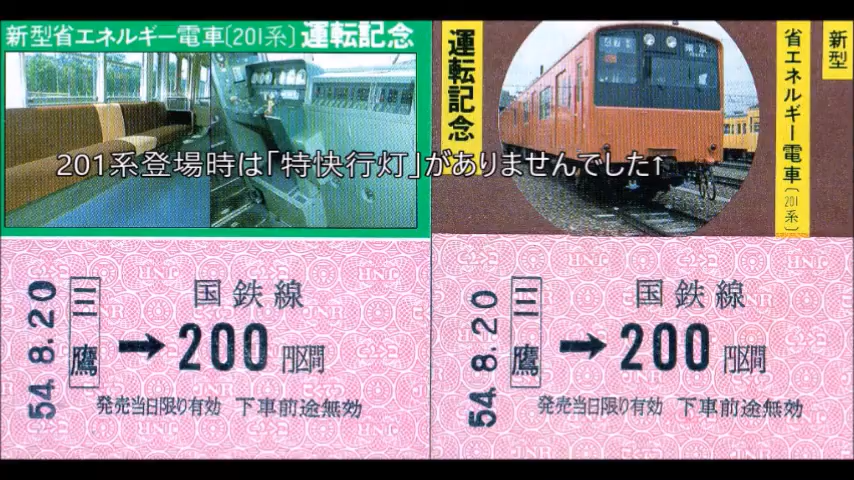 新型省エネルギー電車〔201系〕運転記念
201系登場時は「特快行灯」がありませんでした↑
54.8.20
三鷹
国鉄線
→200円区間
発売当日限り有効 下車前途無効
運転記念
省エネルギー電車〔201系〕
新型
54.8.20
三鷹
国鉄線
→200円区間
発売当日限り有効 下車前途無効